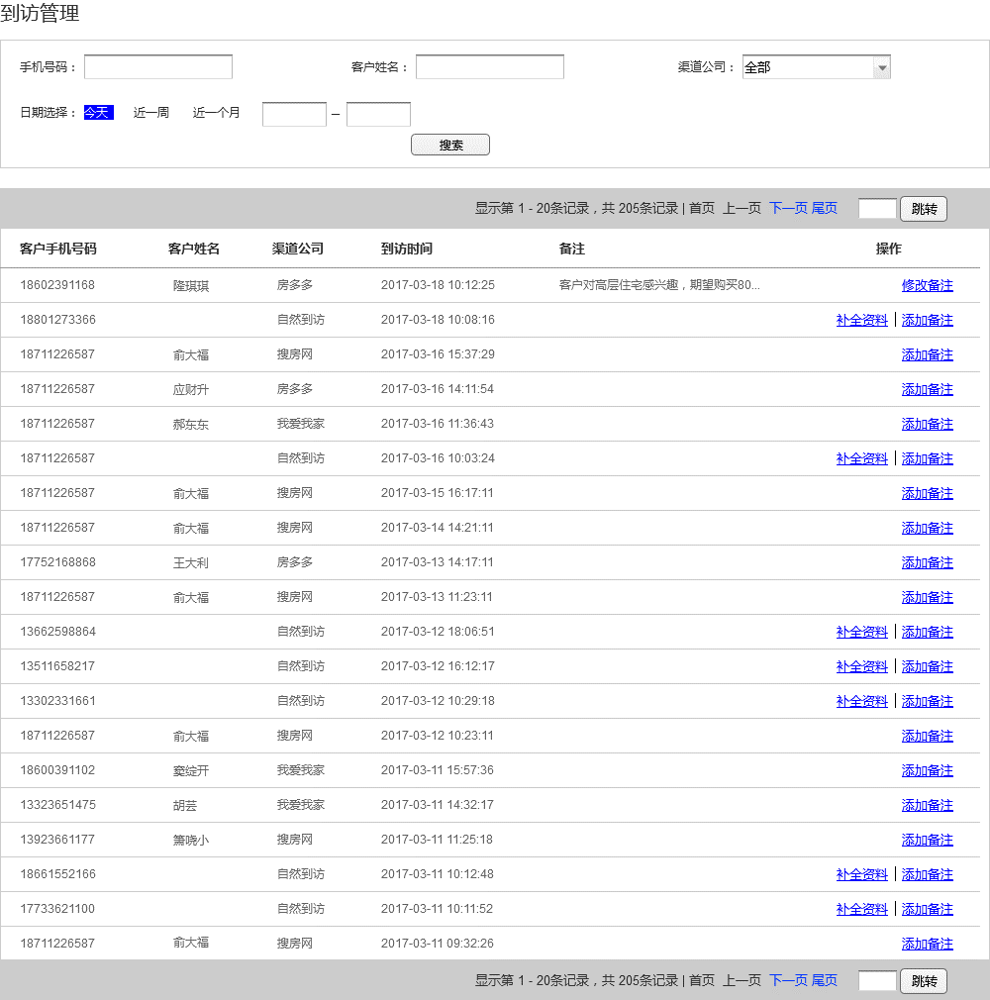 到访管理
手机号码： 客户姓名： 渠道公司： 全部
日期选择： 今天 近一周 近一个月 –
搜索
显示第 1 - 20条记录，共 205条记录 | 首页 上一页 下一页 尾页 跳转
客户手机号码 客户姓名 渠道公司 到访时间 备注 操作
18602391168 隆琪琪 房多多 2017-03-18 10:12:25 客户对高层住宅感兴趣，期望购买80... 修改备注
18801273366 自然到访 2017-03-18 10:08:16 补全资料 | 添加备注
18711226587 俞大福 搜房网 2017-03-16 15:37:29 添加备注
18711226587 应财升 房多多 2017-03-16 14:11:54 添加备注
18711226587 郝东东 我爱我家 2017-03-16 11:36:43 添加备注
18711226587 自然到访 2017-03-16 10:03:24 补全资料 | 添加备注
18711226587 俞大福 搜房网 2017-03-15 16:17:11 添加备注
18711226587 俞大福 搜房网 2017-03-14 14:21:11 添加备注
17752168868 王大利 房多多 2017-03-13 14:17:11 添加备注
18711226587 俞大福 搜房网 2017-03-13 11:23:11 添加备注
13662598864 自然到访 2017-03-12 18:06:51 补全资料 | 添加备注
13511658217 自然到访 2017-03-12 16:12:17 补全资料 | 添加备注
13302331661 自然到访 2017-03-12 10:29:18 补全资料 | 添加备注
18711226587 俞大福 搜房网 2017-03-12 10:23:11 添加备注
18600391102 窦绽开 我爱我家 2017-03-11 15:57:36 添加备注
13323651475 胡芸 我爱我家 2017-03-11 14:32:17 添加备注
13923661177 箫哓小 搜房网 2017-03-11 11:25:18 添加备注
18661552166 自然到访 2017-03-11 10:12:48 补全资料 | 添加备注
17733621100 自然到访 2017-03-11 10:11:52 补全资料 | 添加备注
18711226587 俞大福 搜房网 2017-03-11 09:32:26 添加备注
显示第 1 - 20条记录，共 205条记录 | 首页 上一页 下一页 尾页 跳转